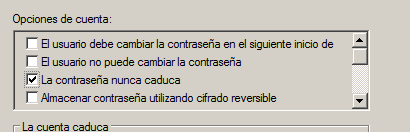 Opciones de cuenta:
El usuario debe cambiar la contraseña en el siguiente inicio de
El usuario no puede cambiar la contraseña
La contraseña nunca caduca
Almacenar contraseña utilizando cifrado reversible
La cuenta caduca